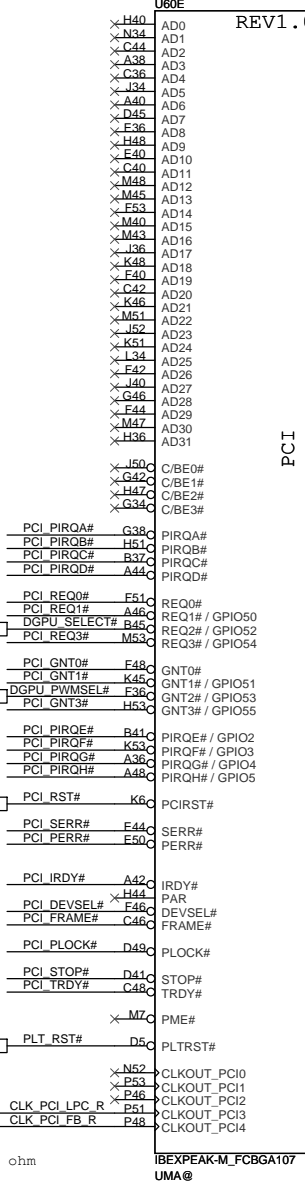 U60E
REV1.0
H40 AD0
N34 AD1
C44 AD2
A38 AD3
C36 AD4
J34 AD5
A40 AD6
D45 AD7
E36 AD8
H48 AD9
E40 AD10
C40 AD11
M48 AD12
M45 AD13
F53 AD14
M40 AD15
M43 AD16
J36 AD17
K48 AD18
F40 AD19
C42 AD20
K46 AD21
M51 AD22
J52 AD23
K51 AD24
L34 AD25
F42 AD26
J40 AD27
G46 AD28
F44 AD29
M47 AD30
H36 AD31
PCI
J50 C/BE0#
G42 C/BE1#
H47 C/BE2#
G34 C/BE3#
PCI_PIRQA# G38 PIRQA#
PCI_PIRQB# H51 PIRQB#
PCI_PIRQC# B37 PIRQC#
PCI_PIRQD# A44 PIRQD#
PCI_REQ0# F51 REQ0#
PCI_REQ1# A46 REQ1# / GPIO50
DGPU_SELECT# B45 REQ2# / GPIO52
PCI_REQ3# M53 REQ3# / GPIO54
PCI_GNT0# F48 GNT0#
PCI_GNT1# K45 GNT1# / GPIO51
DGPU_PWMSEL# F36 GNT2# / GPIO53
PCI_GNT3# H53 GNT3# / GPIO55
PCI_PIRQE# B41 PIRQE# / GPIO2
PCI_PIRQF# K53 PIRQF# / GPIO3
PCI_PIRQG# A36 PIRQG# / GPIO4
PCI_PIRQH# A48 PIRQH# / GPIO5
PCI_RST# K6 PCIRST#
PCI_SERR# E44 SERR#
PCI_PERR# E50 PERR#
PCI_IRDY# A42 IRDY#
H44 PAR
PCI_DEVSEL# F46 DEVSEL#
PCI_FRAME# C46 FRAME#
PCI_PLOCK# D49 PLOCK#
PCI_STOP# D41 STOP#
PCI_TRDY# C48 TRDY#
M7 PME#
PLT_RST# D5 PLTRST#
N52 CLKOUT_PCI0
P53 CLKOUT_PCI1
P46 CLKOUT_PCI2
CLK_PCI_LPC_R P51 CLKOUT_PCI3
CLK_PCI_FB_R P48 CLKOUT_PCI4
ohm
IBEXPEAK-M_FCBGA107
UMA@